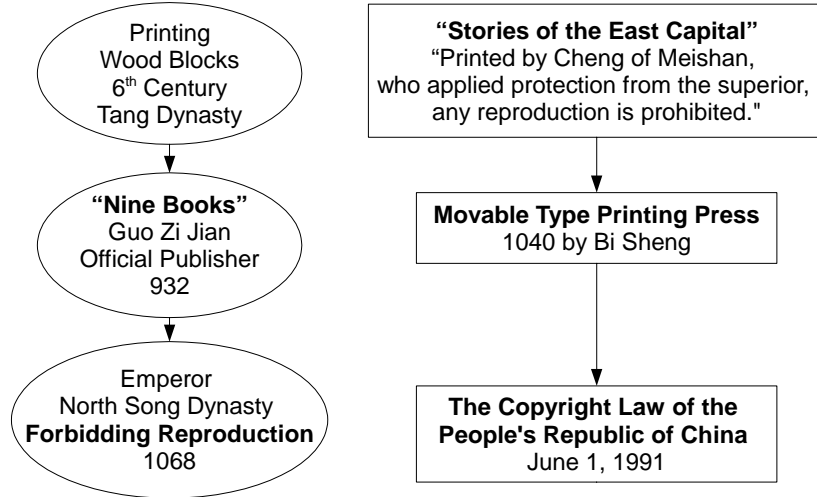 Printing
Wood Blocks
6th Century
Tang Dynasty
“Nine Books”
Guo Zi Jian
Official Publisher
932
Emperor
North Song Dynasty
Forbidding Reproduction
1068
“Stories of the East Capital”
“Printed by Cheng of Meishan,
who applied protection from the superior,
any reproduction is prohibited."
Movable Type Printing Press
1040 by Bi Sheng
The Copyright Law of the
People's Republic of China
June 1, 1991